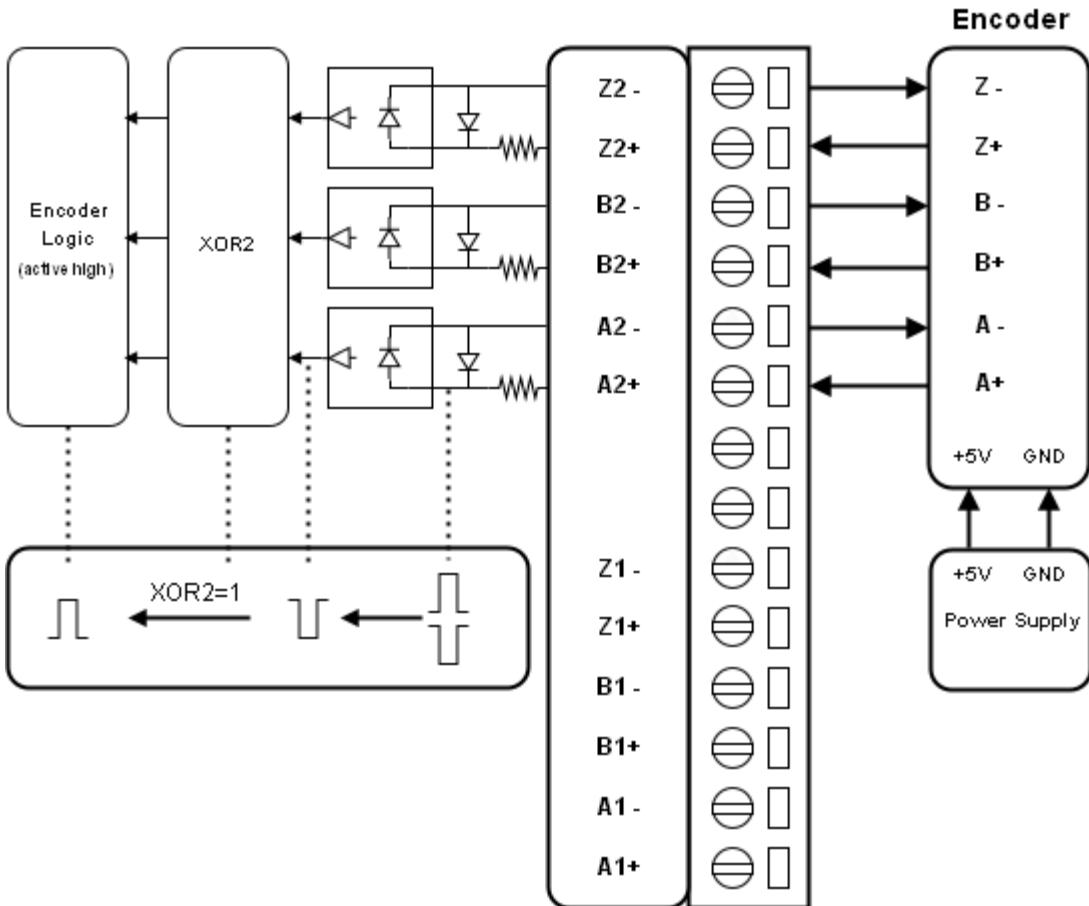 Encoder
Encoder
Logic
(active high)
XOR2
Z2 -
Z2+
B2 -
B2+
A2 -
A2+
Z1 -
Z1+
B1 -
B1+
A1 -
A1+
Z -
Z+
B -
B+
A -
A+
+5V GND
+5V GND
Power Supply
XOR2=1